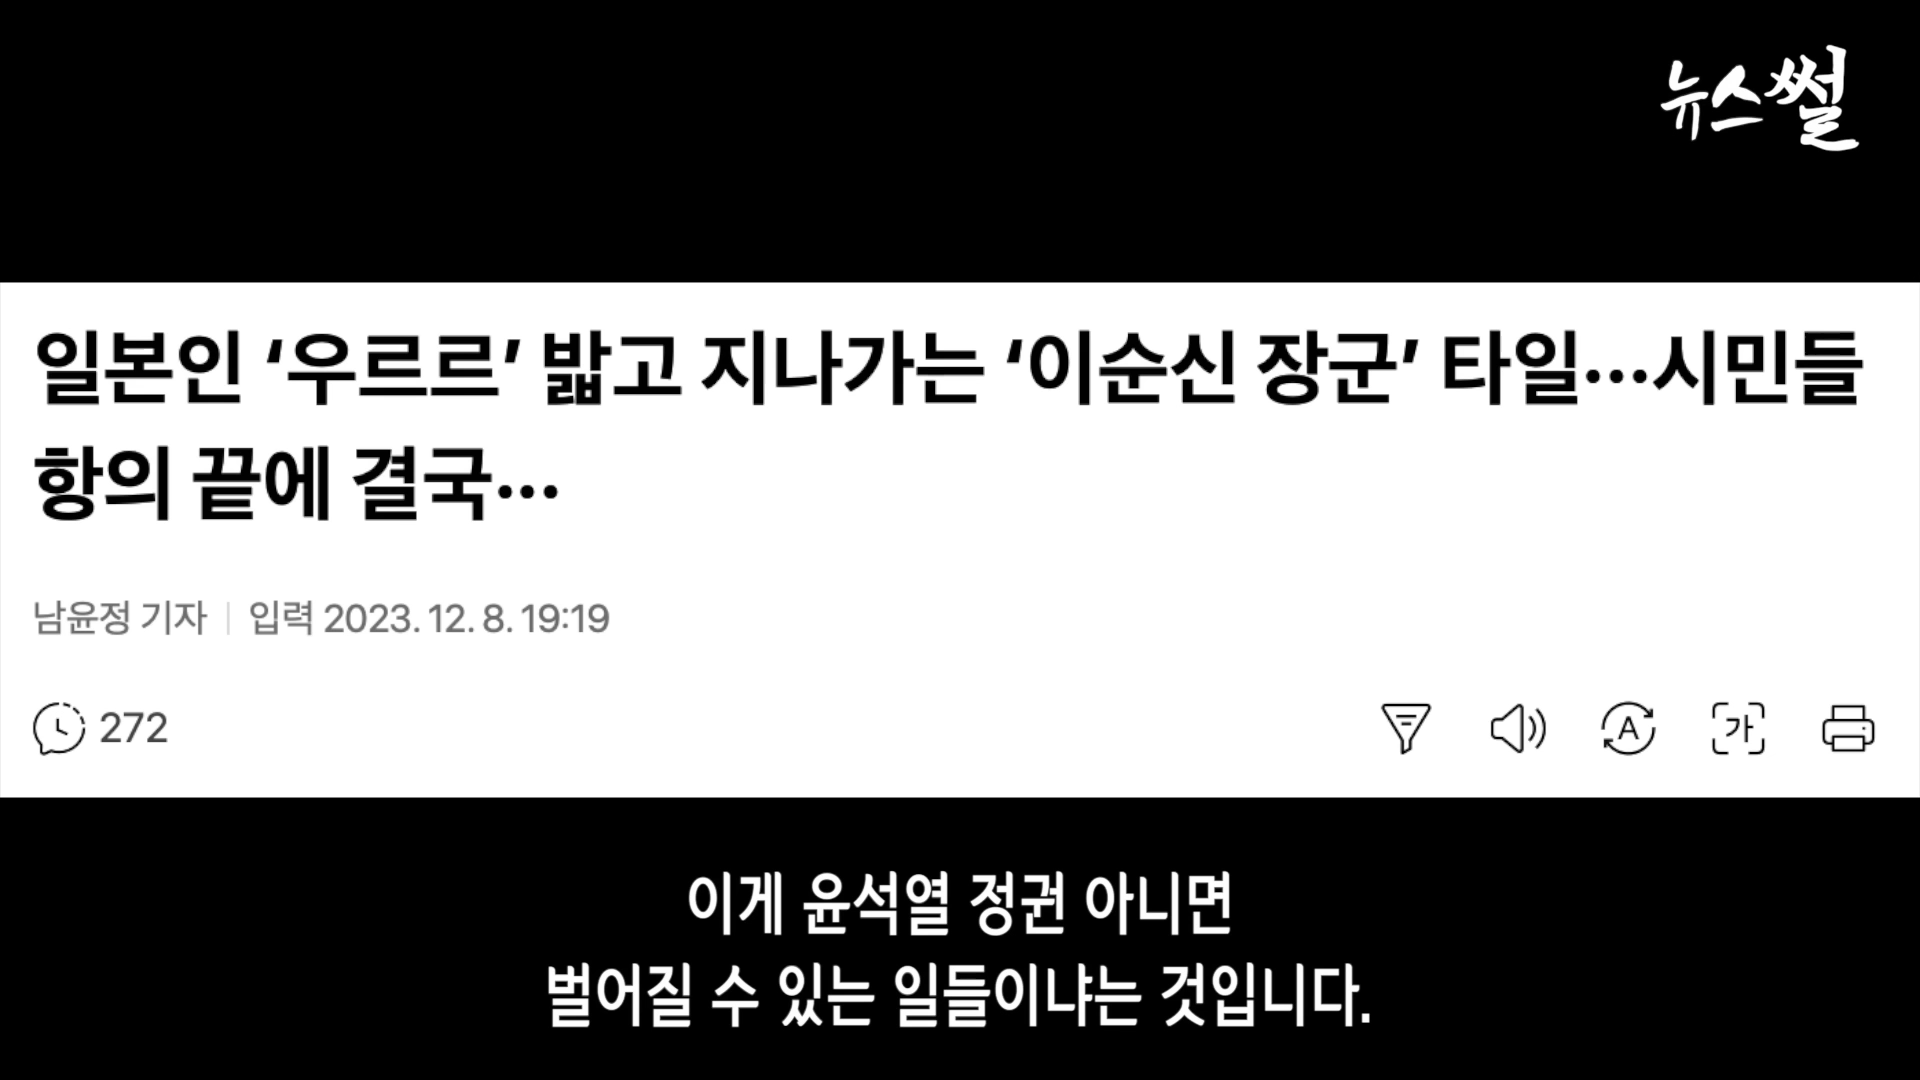 뉴스썰
일본인 ‘우르르’ 밟고 지나가는 ‘이순신 장군’ 타일…시민들
항의 끝에 결국…
남윤정 기자 | 입력 2023. 12. 8. 19:19
272
A
가
이게 윤석열 정권 아니면
벌어질 수 있는 일들이냐는 것입니다.